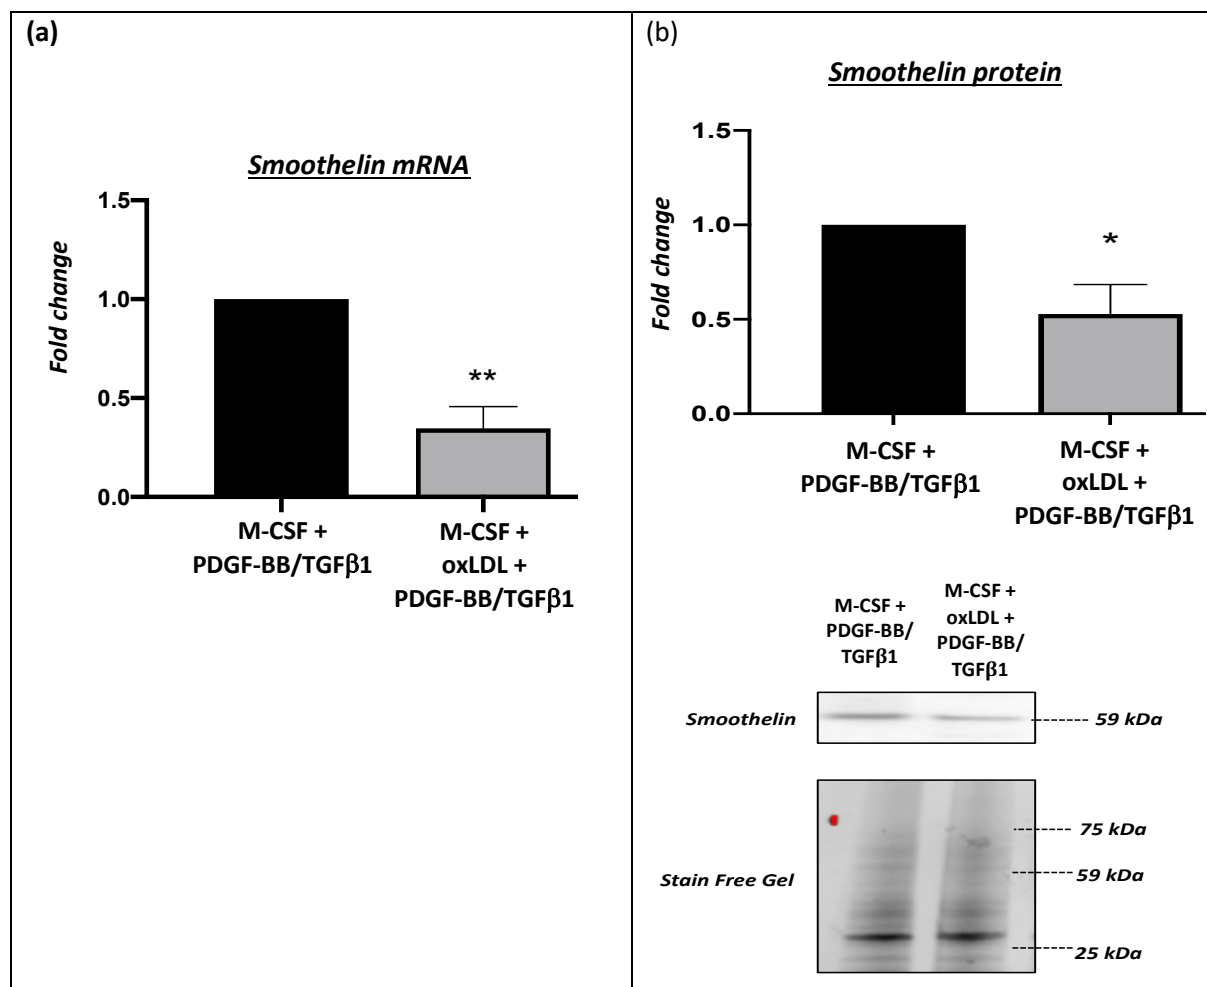 (a)
Smoothelin mRNA
Fold change
1.5
1.0
0.5
0.0
**
M-CSF +
PDGF-BB/TGFβ1
M-CSF +
oxLDL +
PDGF-BB/TGFβ1
(b)
Smoothelin protein
Fold change
1.5
1.0
0.5
0.0
*
M-CSF +
PDGF-BB/TGFβ1
M-CSF +
oxLDL +
PDGF-BB/TGFβ1
M-CSF +
PDGF-BB/
TGFβ1
M-CSF +
oxLDL +
PDGF-BB/
TGFβ1
Smoothelin
59 kDa
Stain Free Gel
75 kDa
59 kDa
25 kDa